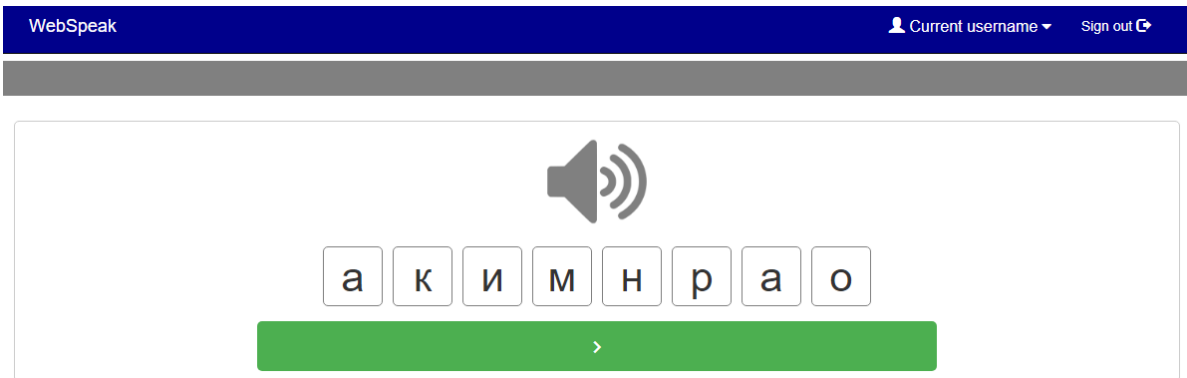 WebSpeak Current username Sign out
а к и м н р а о